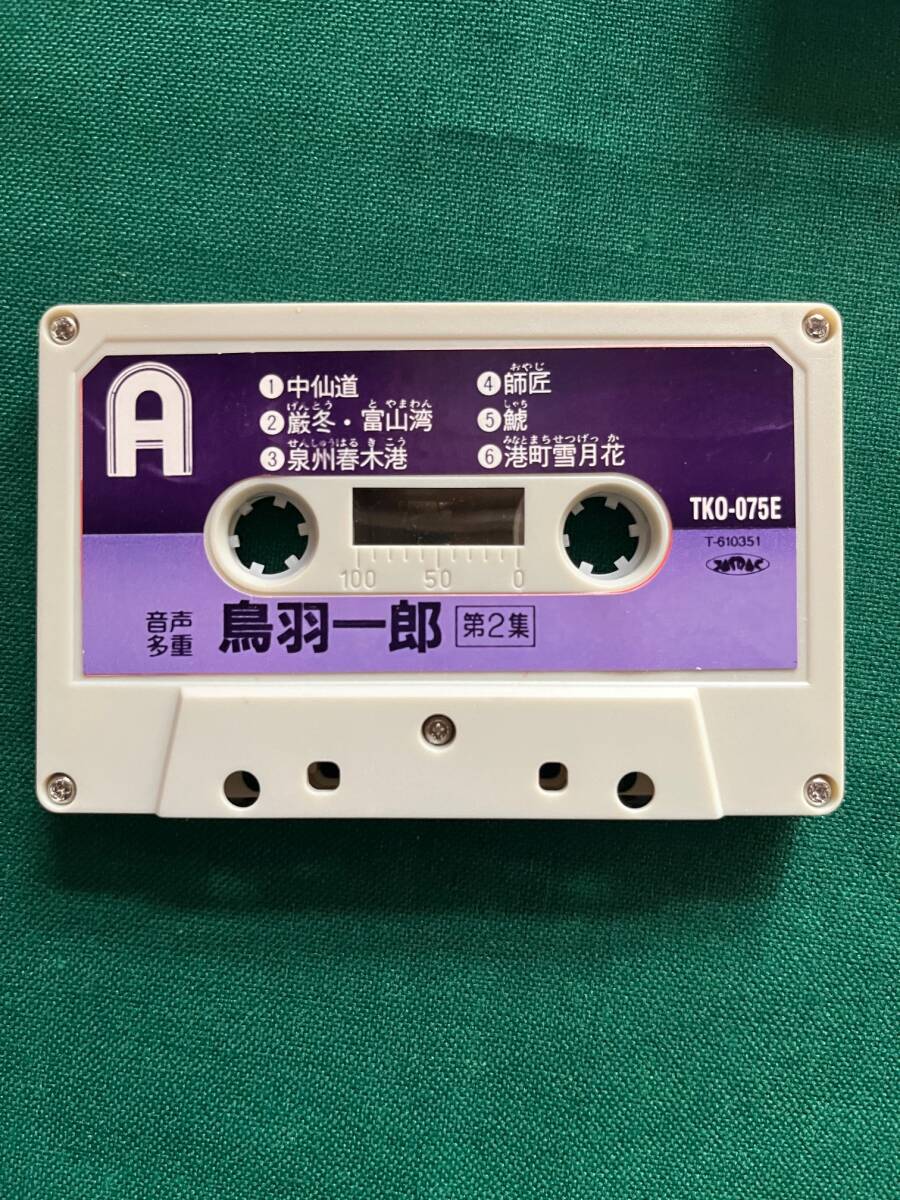 A
① 中仙道
げんとう と やまわん
② 厳冬・富山湾
せんしゅうはる き こう
③ 泉州春木港
おやじ
④ 師匠
しゃち
⑤ 鯱
みなとまちせつげっ か
⑥ 港町雪月花
TKO-075E
T-610351
JASRAC
100 50 0
音声
多重
鳥羽一郎 第2集